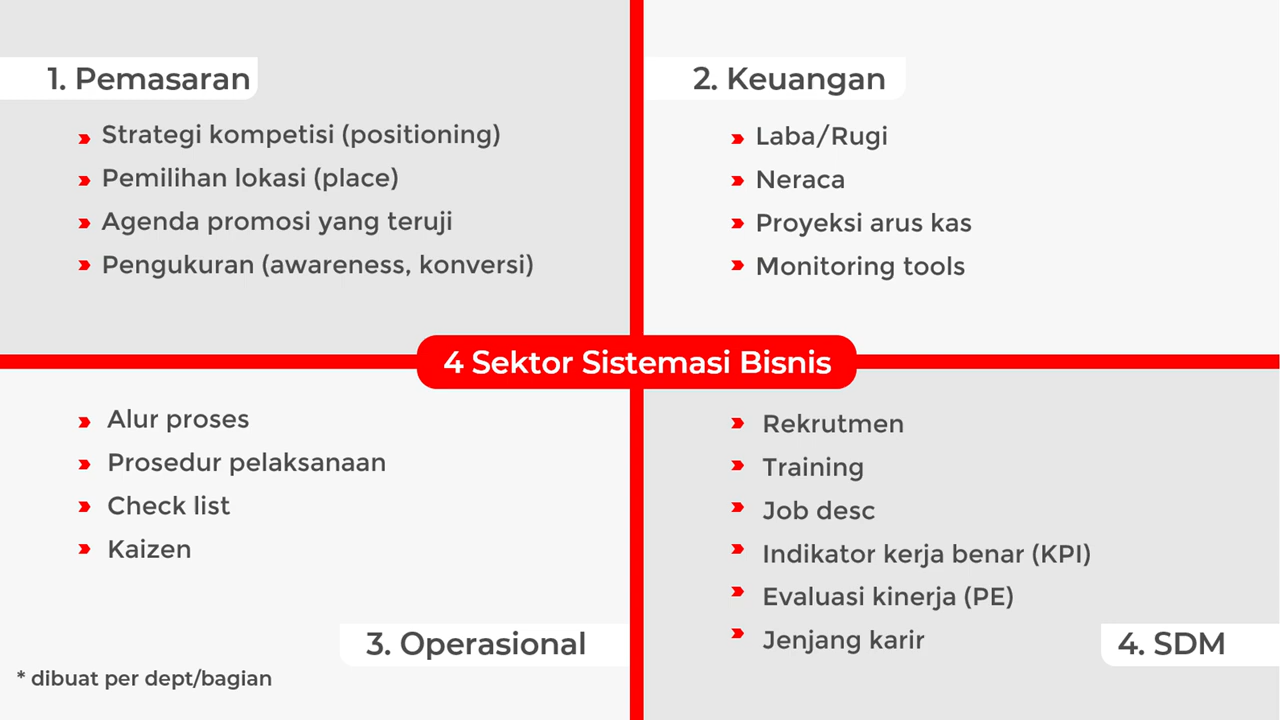 1. Pemasaran
Strategi kompetisi (positioning)
Pemilihan lokasi (place)
Agenda promosi yang teruji
Pengukuran (awareness, konversi)
2. Keuangan
Laba/Rugi
Neraca
Proyeksi arus kas
Monitoring tools
4 Sektor Sistemasi Bisnis
Alur proses
Prosedur pelaksanaan
Check list
Kaizen
3. Operasional
* dibuat per dept/bagian
Rekrutmen
Training
Job desc
Indikator kerja benar (KPI)
Evaluasi kinerja (PE)
Jenjang karir
4. SDM